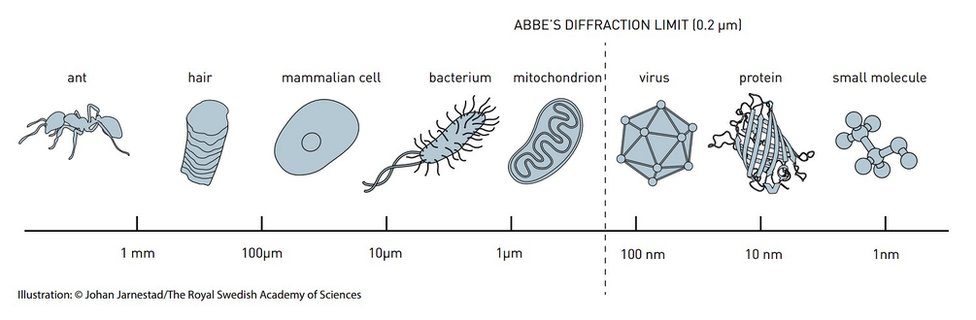 ABBE'S DIFFRACTION LIMIT (0.2 µm)
ant hair mammalian cell bacterium mitochondrion virus protein small molecule
1 mm 100µm 10µm 1µm 100 nm 10 nm 1nm
Illustration: © Johan Jarnestad/The Royal Swedish Academy of Sciences